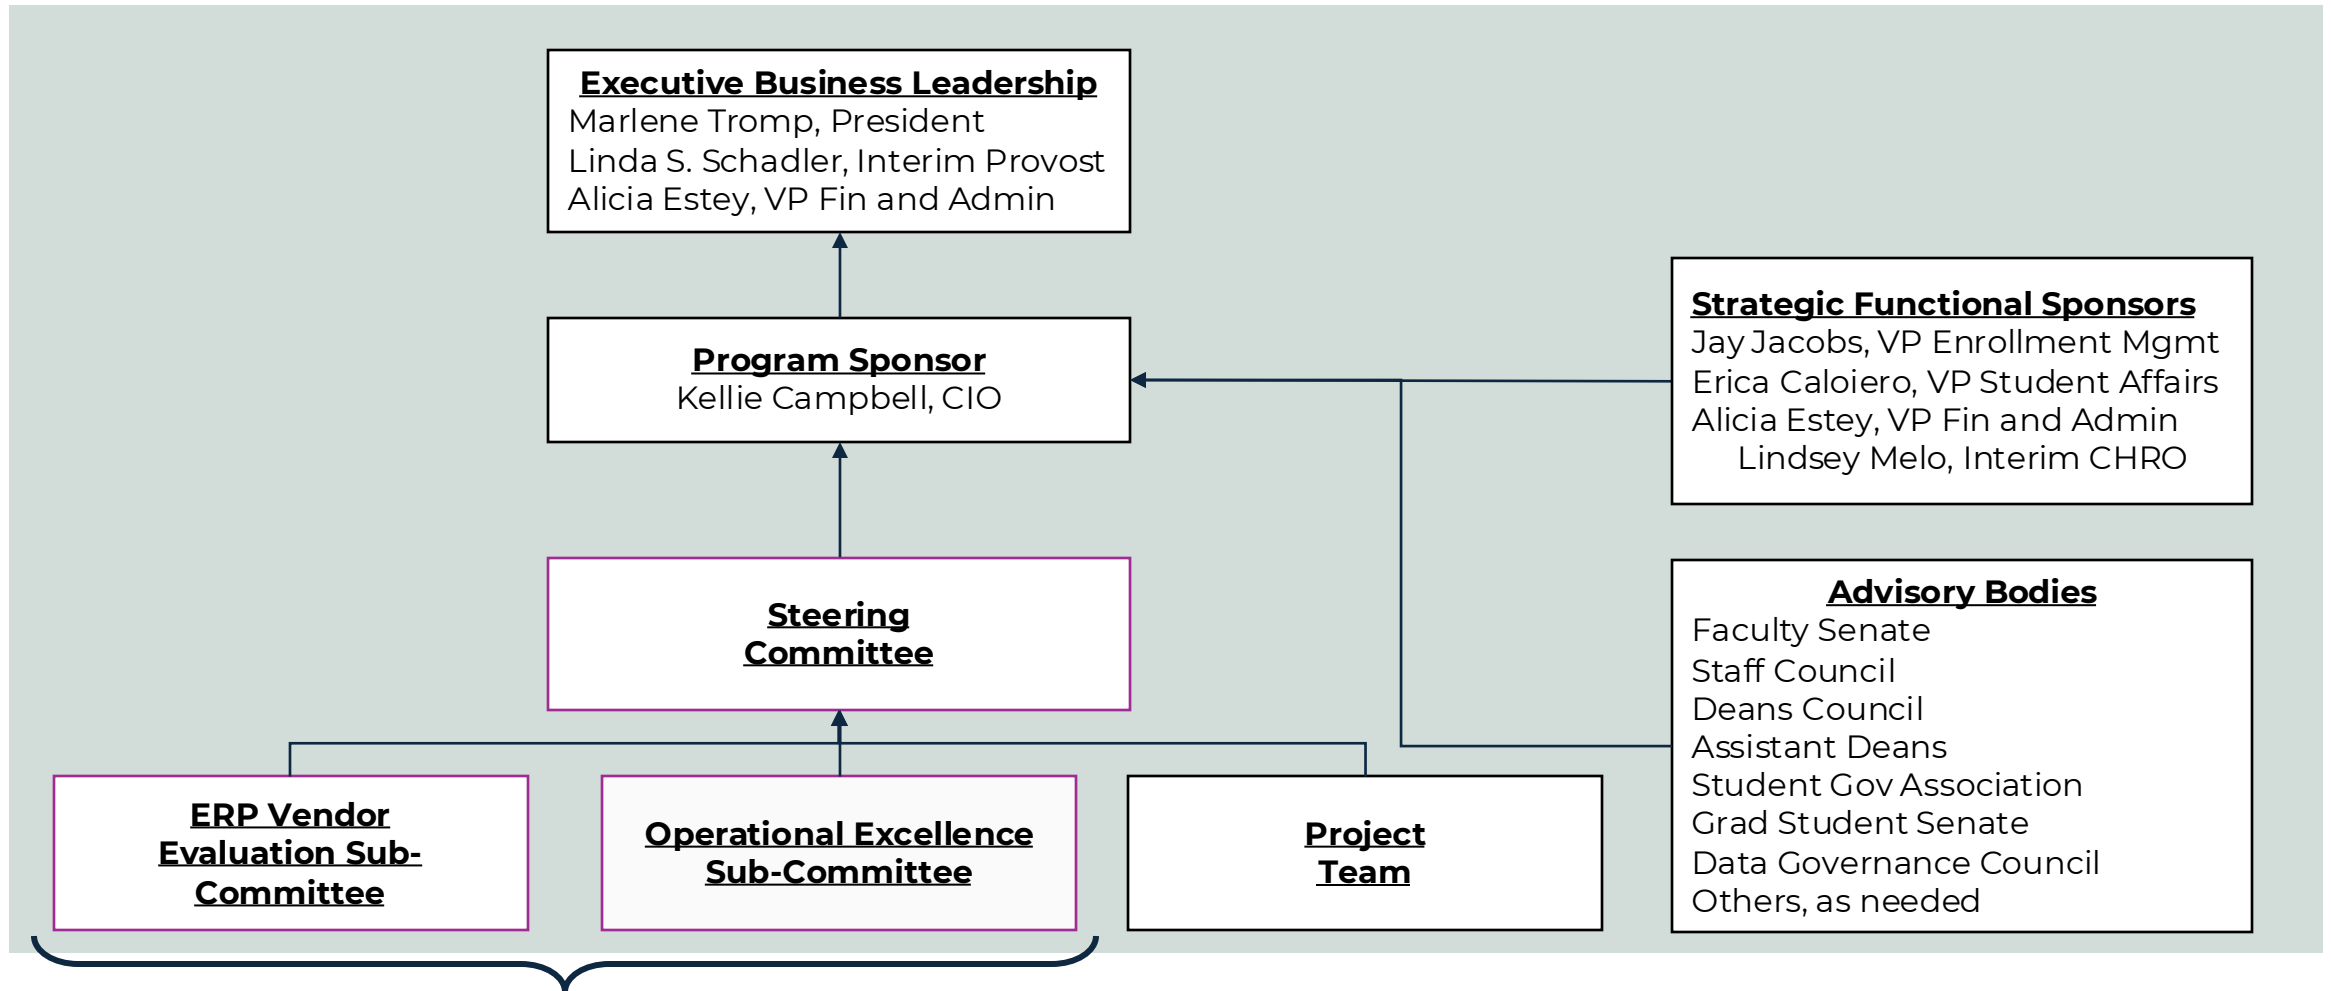 Executive Business Leadership
Marlene Tromp, President
Linda S. Schadler, Interim Provost
Alicia Estey, VP Fin and Admin
Program Sponsor
Kellie Campbell, CIO
Strategic Functional Sponsors
Jay Jacobs, VP Enrollment Mgmt
Erica Caloiero, VP Student Affairs
Alicia Estey, VP Fin and Admin
Lindsey Melo, Interim CHRO
Steering
Committee
Advisory Bodies
Faculty Senate
Staff Council
Deans Council
Assistant Deans
Student Gov Association
Grad Student Senate
Data Governance Council
Others, as needed
ERP Vendor
Evaluation Sub-
Committee
Operational Excellence
Sub-Committee
Project
Team